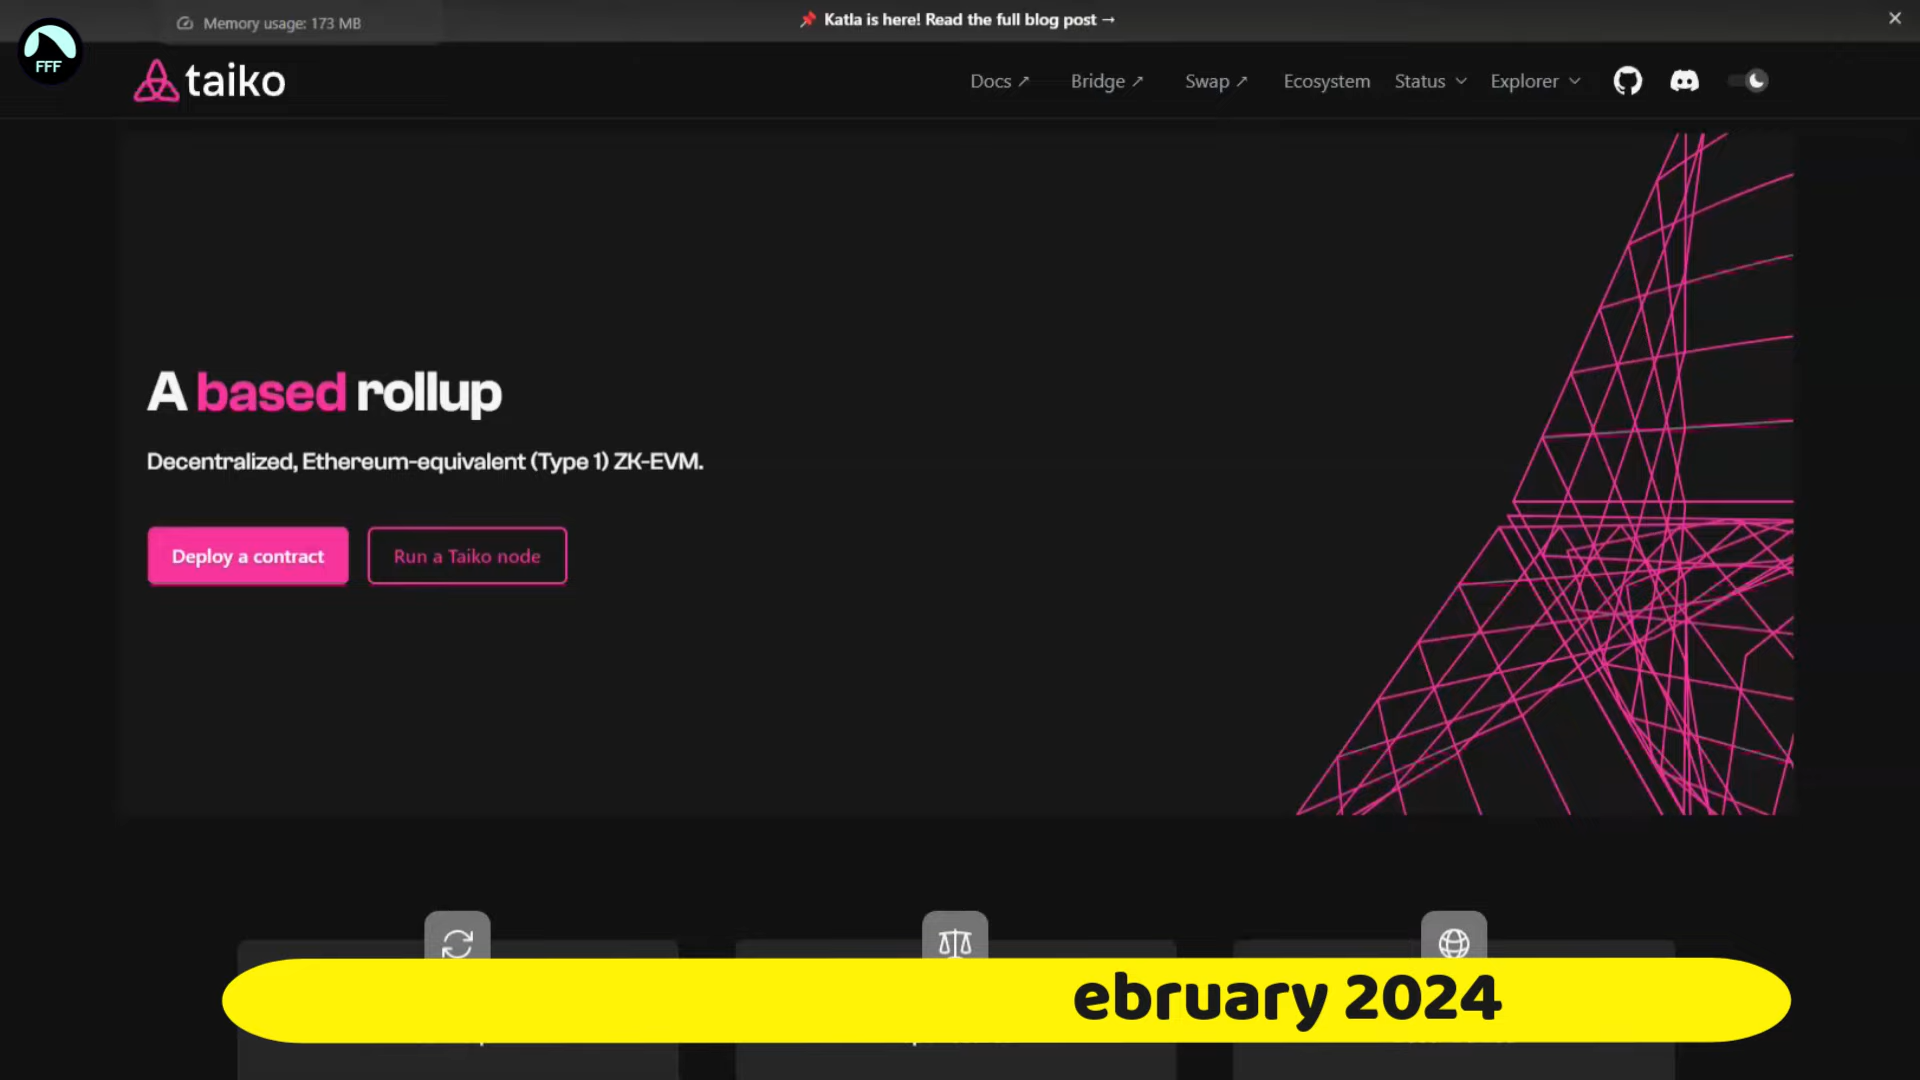 Memory usage: 173 MB
📌 Katla is here! Read the full blog post →
FFF
taiko
Docs ↗
Bridge ↗
Swap ↗
Ecosystem
Status
Explorer
A based rollup
Decentralized, Ethereum-equivalent (Type 1) ZK-EVM.
Deploy a contract
Run a Taiko node
ebruary 2024